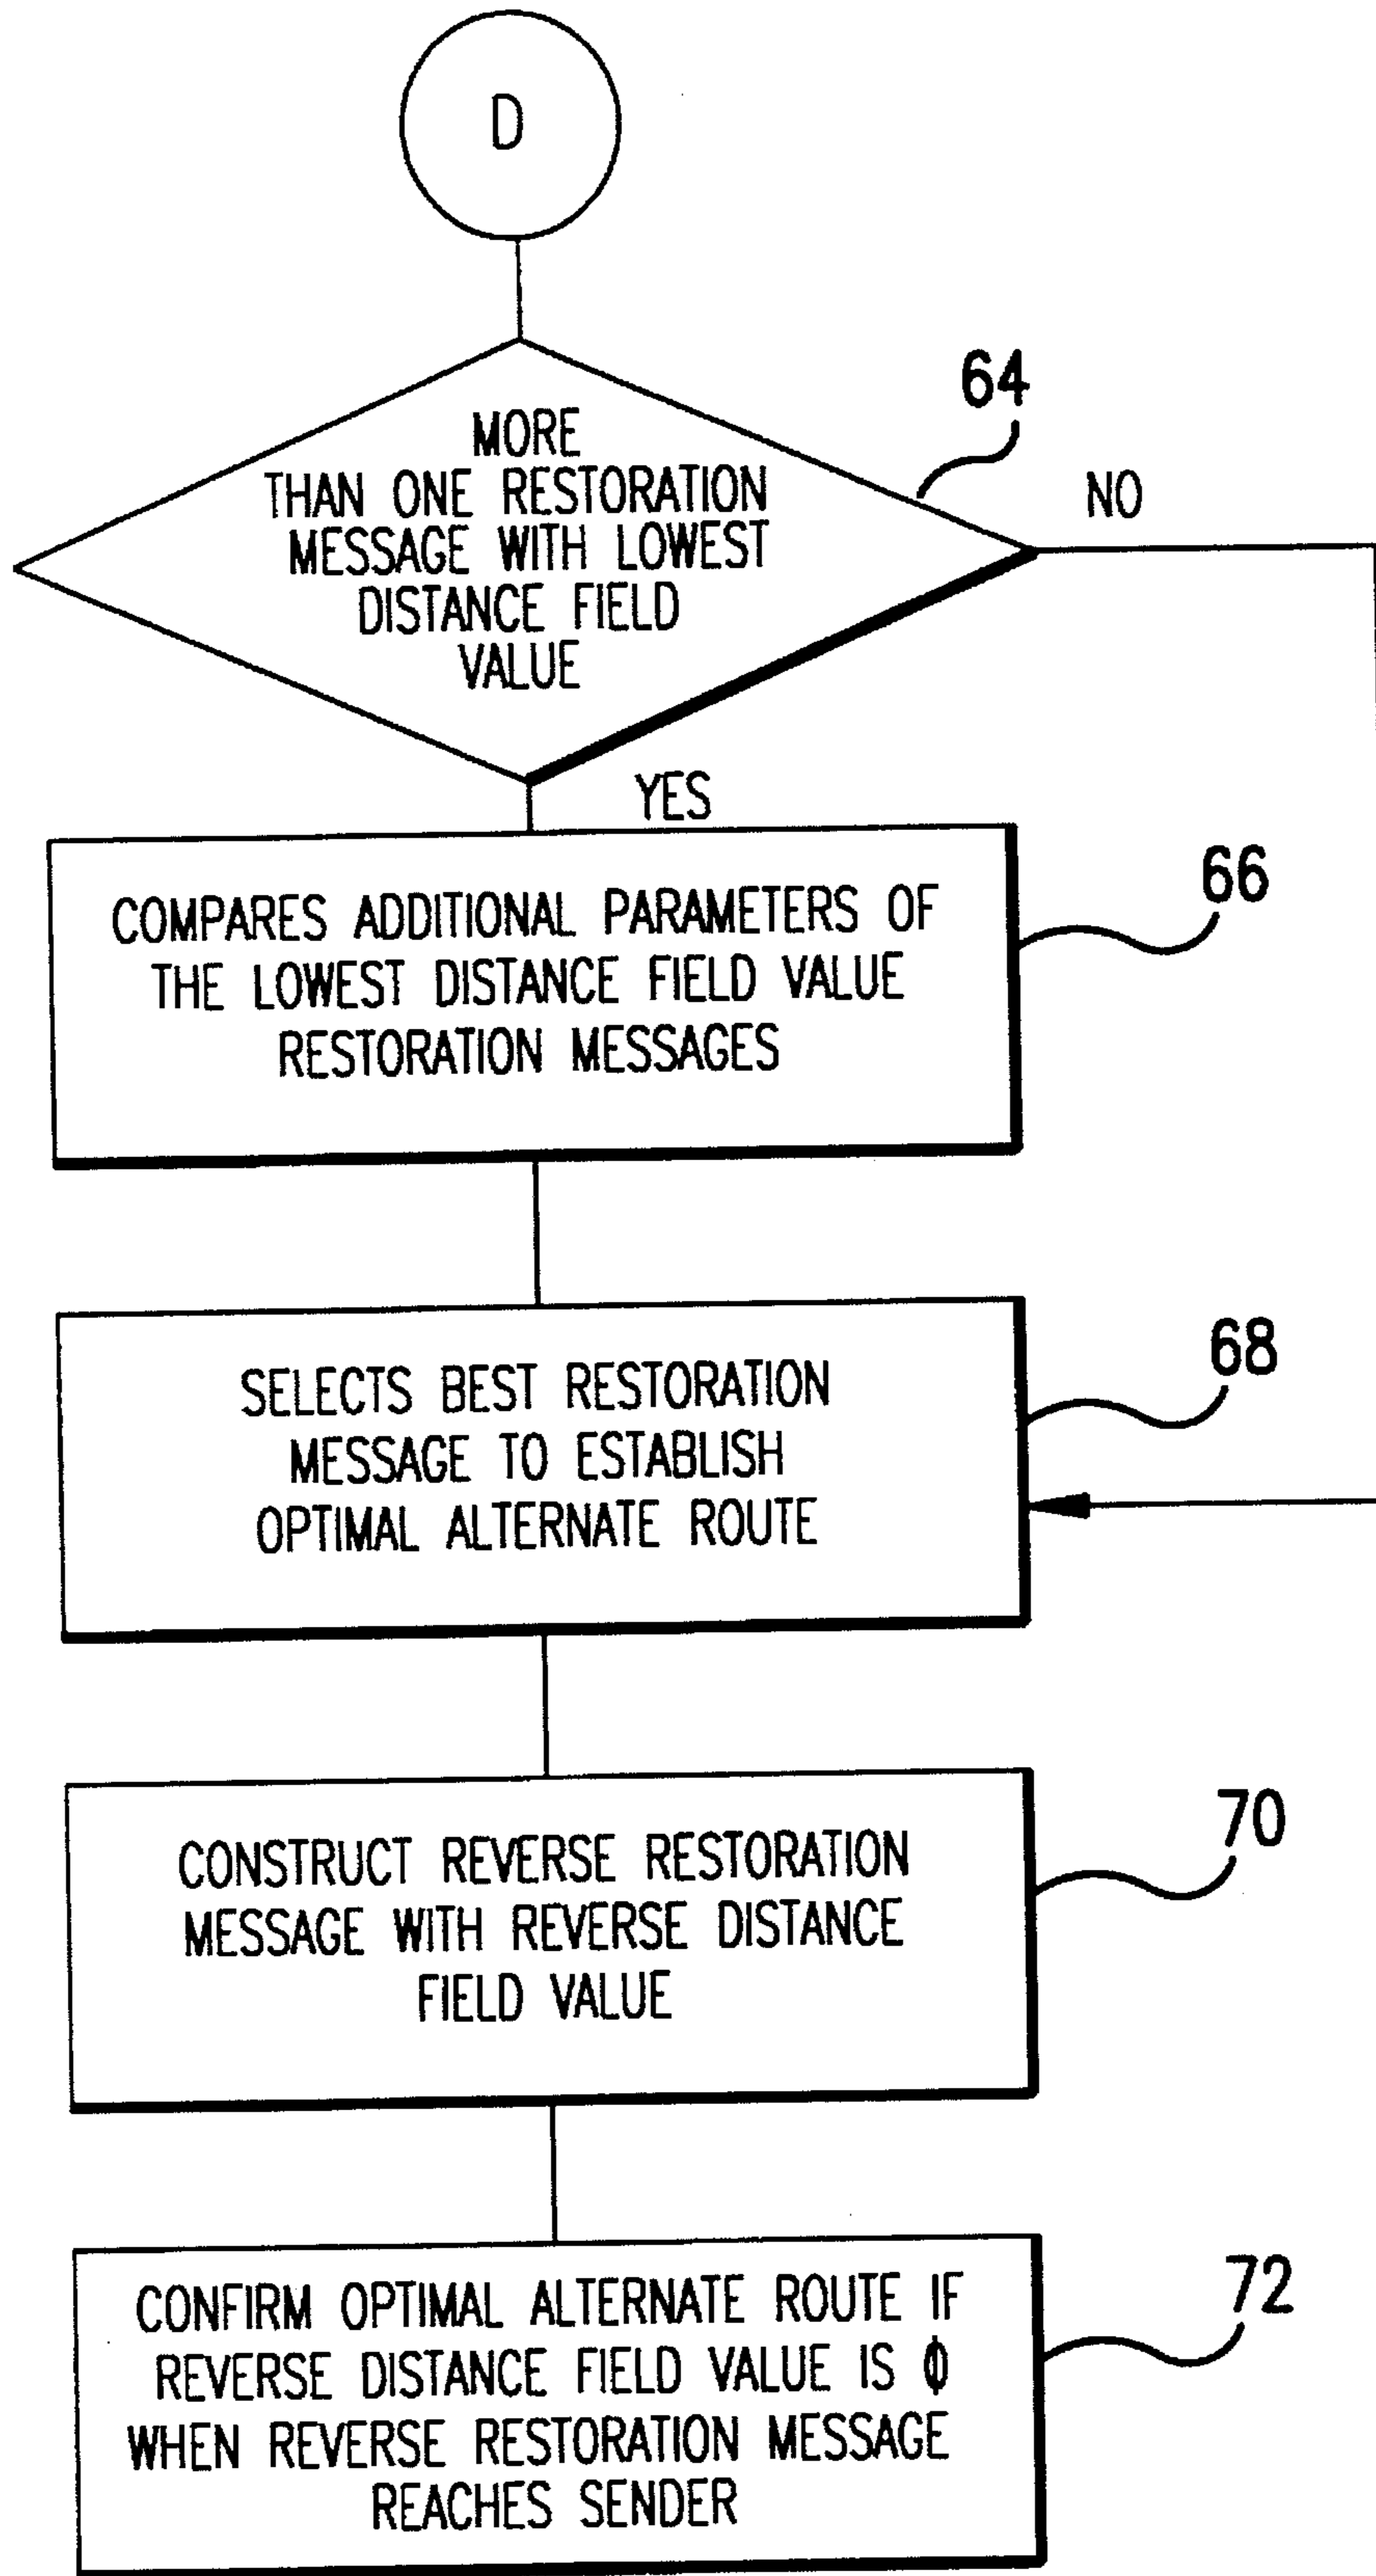 D
MORE
THAN ONE RESTORATION
MESSAGE WITH LOWEST
DISTANCE FIELD
VALUE
64
NO
YES
COMPARES ADDITIONAL PARAMETERS OF
THE LOWEST DISTANCE FIELD VALUE
RESTORATION MESSAGES
66
SELECTS BEST RESTORATION
MESSAGE TO ESTABLISH
OPTIMAL ALTERNATE ROUTE
68
CONSTRUCT REVERSE RESTORATION
MESSAGE WITH REVERSE DISTANCE
FIELD VALUE
70
CONFIRM OPTIMAL ALTERNATE ROUTE IF
REVERSE DISTANCE FIELD VALUE IS ϕ
WHEN REVERSE RESTORATION MESSAGE
REACHES SENDER
72